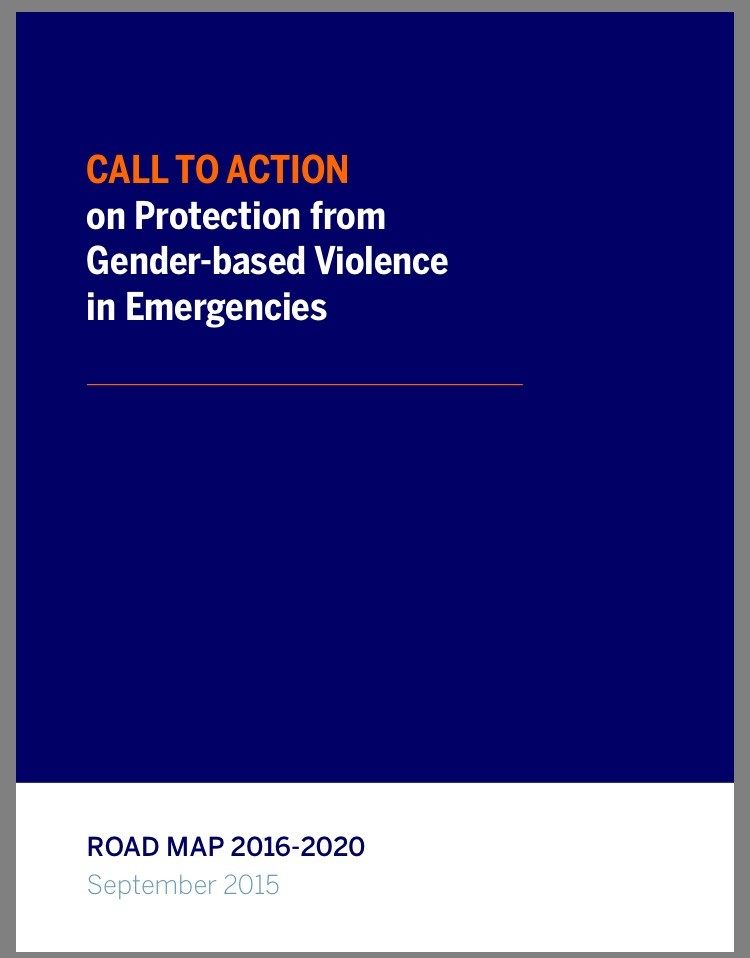 CALL TO ACTION
on Protection from
Gender-based Violence
in Emergencies
ROAD MAP 2016-2020
September 2015